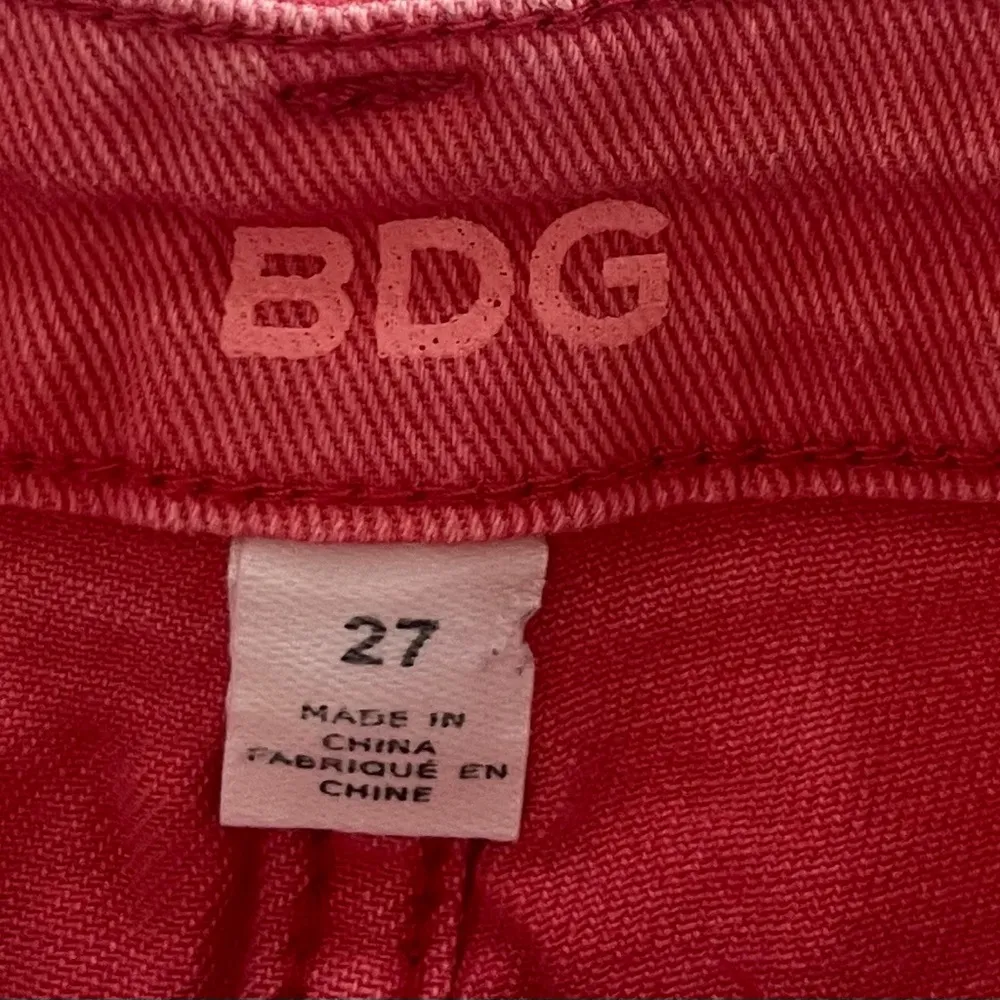 BDG
27
MADE IN
CHINA
FABRIQUÉ EN
CHINE